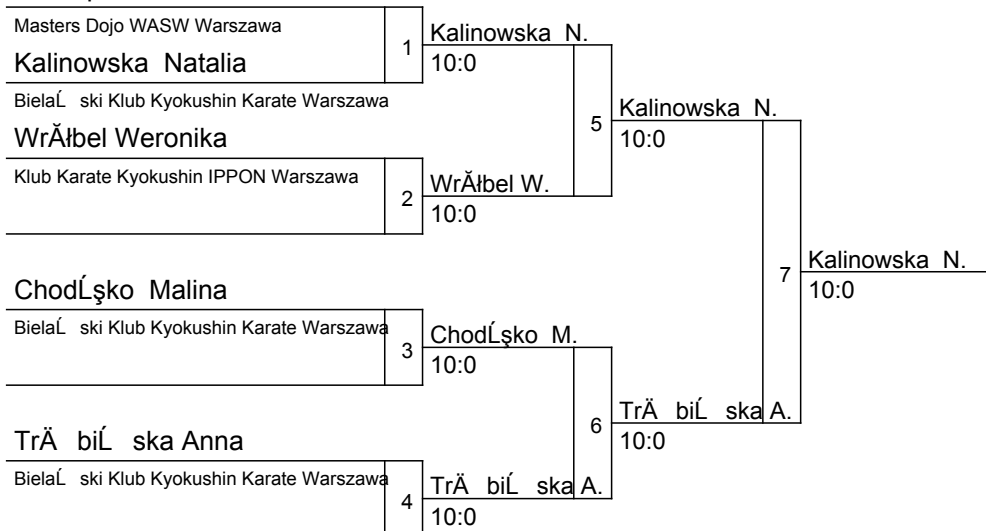 Masters Dojo WASW Warszawa
1
Kalinowska N.
10:0
Kalinowska Natalia
BielaĹ ski Klub Kyokushin Karate Warszawa
5
Kalinowska N.
10:0
WrĂłbel Weronika
Klub Karate Kyokushin IPPON Warszawa
2
WrĂłbel W.
10:0
7
Kalinowska N.
10:0
ChodĹşko Malina
BielaĹ ski Klub Kyokushin Karate Warszawa
3
ChodĹşko M.
10:0
6
TrÄ biĹ ska A.
10:0
TrÄ biĹ ska Anna
BielaĹ ski Klub Kyokushin Karate Warszawa
4
TrÄ biĹ ska A.
10:0